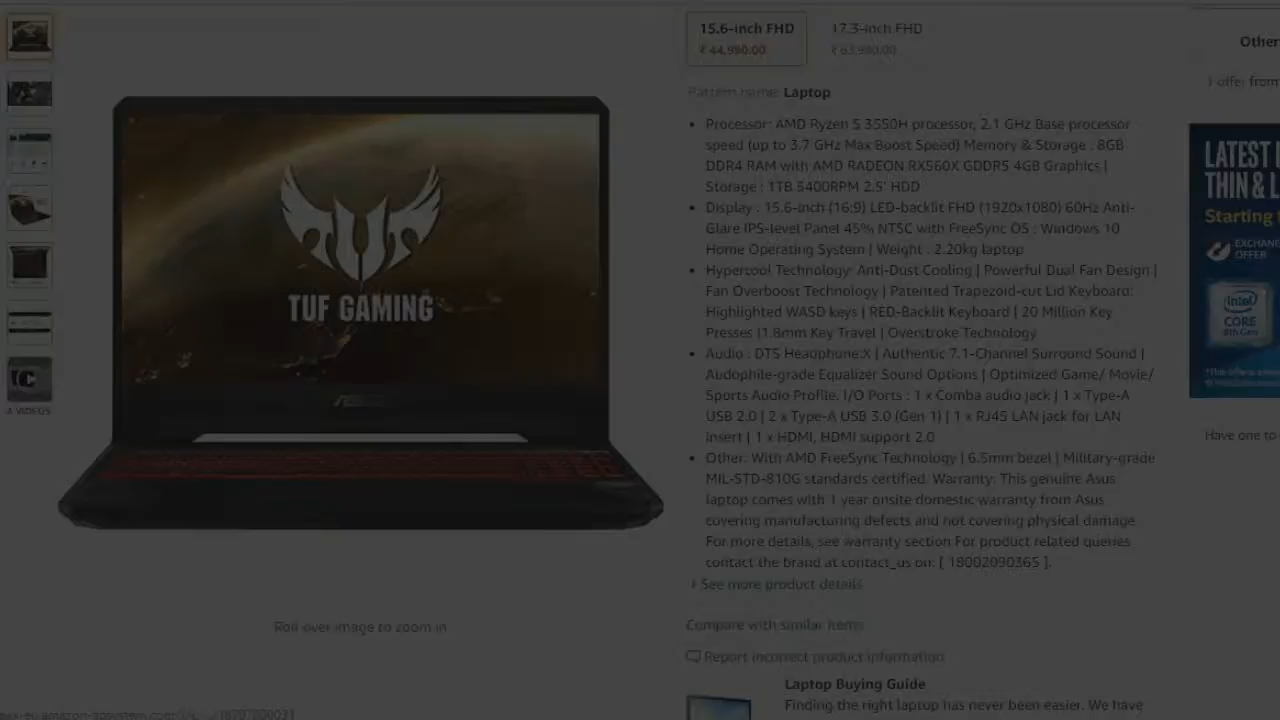 15.6-inch FHD
₹ 44,990.00
17.3-inch FHD
₹ 63,990.00
Other
1 offer from
Pattern name: Laptop
Processor: AMD Ryzen 5 3550H processor, 2.1 GHz Base processor
speed (up to 3.7 GHz Max Boost Speed) Memory & Storage : 8GB
DDR4 RAM with AMD RADEON RX560X GDDR5 4GB Graphics |
Storage : 1TB 5400RPM 2.5' HDD
Display : 15.6-inch (16:9) LED-backlit FHD (1920x1080) 60Hz Anti-
Glare IPS-level Panel 45% NTSC with FreeSync OS : Windows 10
Home Operating System | Weight : 2.20kg laptop
Hypercool Technology: Anti-Dust Cooling | Powerful Dual Fan Design |
Fan Overboost Technology | Patented Trapezoid-cut Lid Keyboard:
Highlighted WASD keys | RED-Backlit Keyboard | 20 Million Key
Presses |1.8mm Key Travel | Overstroke Technology
Audio : DTS Headphone:X | Authentic 7.1-Channel Surround Sound |
Audophile-grade Equalizer Sound Options | Optimized Game/ Movie/
Sports Audio Profile. I/O Ports : 1 x Comba audio jack | 1 x Type-A
USB 2.0 | 2 x Type-A USB 3.0 (Gen 1) | 1 x RJ45 LAN jack for LAN
insert | 1 x HDMI, HDMI support 2.0
Other: With AMD FreeSync Technology | 6.5mm bezel | Military-grade
MIL-STD-810G standards certified. Warranty: This genuine Asus
laptop comes with 1 year onsite domestic warranty from Asus
covering manufacturing defects and not covering physical damage.
For more details, see warranty section For product related queries
contact the brand at contact_us on: [ 18002090365 ].
› See more product details
Compare with similar items
Report incorrect product information
Laptop Buying Guide
Finding the right laptop has never been easier. We have
TUF GAMING
ASUS
4 VIDEOS
Roll over image to zoom in
LATEST
THIN & L
Starting
EXCHANG
OFFER
intel
CORE
8th Gen
Have one to